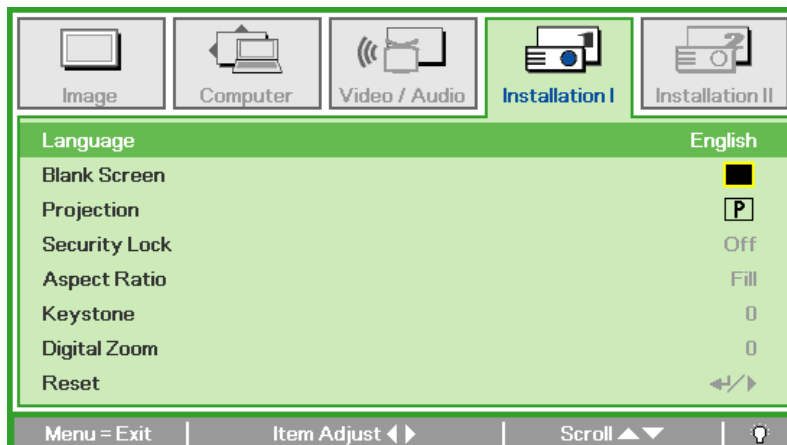 Image Computer Video / Audio Installation I Installation II
Language English
Blank Screen
Projection P
Security Lock Off
Aspect Ratio Fill
Keystone 0
Digital Zoom 0
Reset
Menu = Exit Item Adjust Scroll